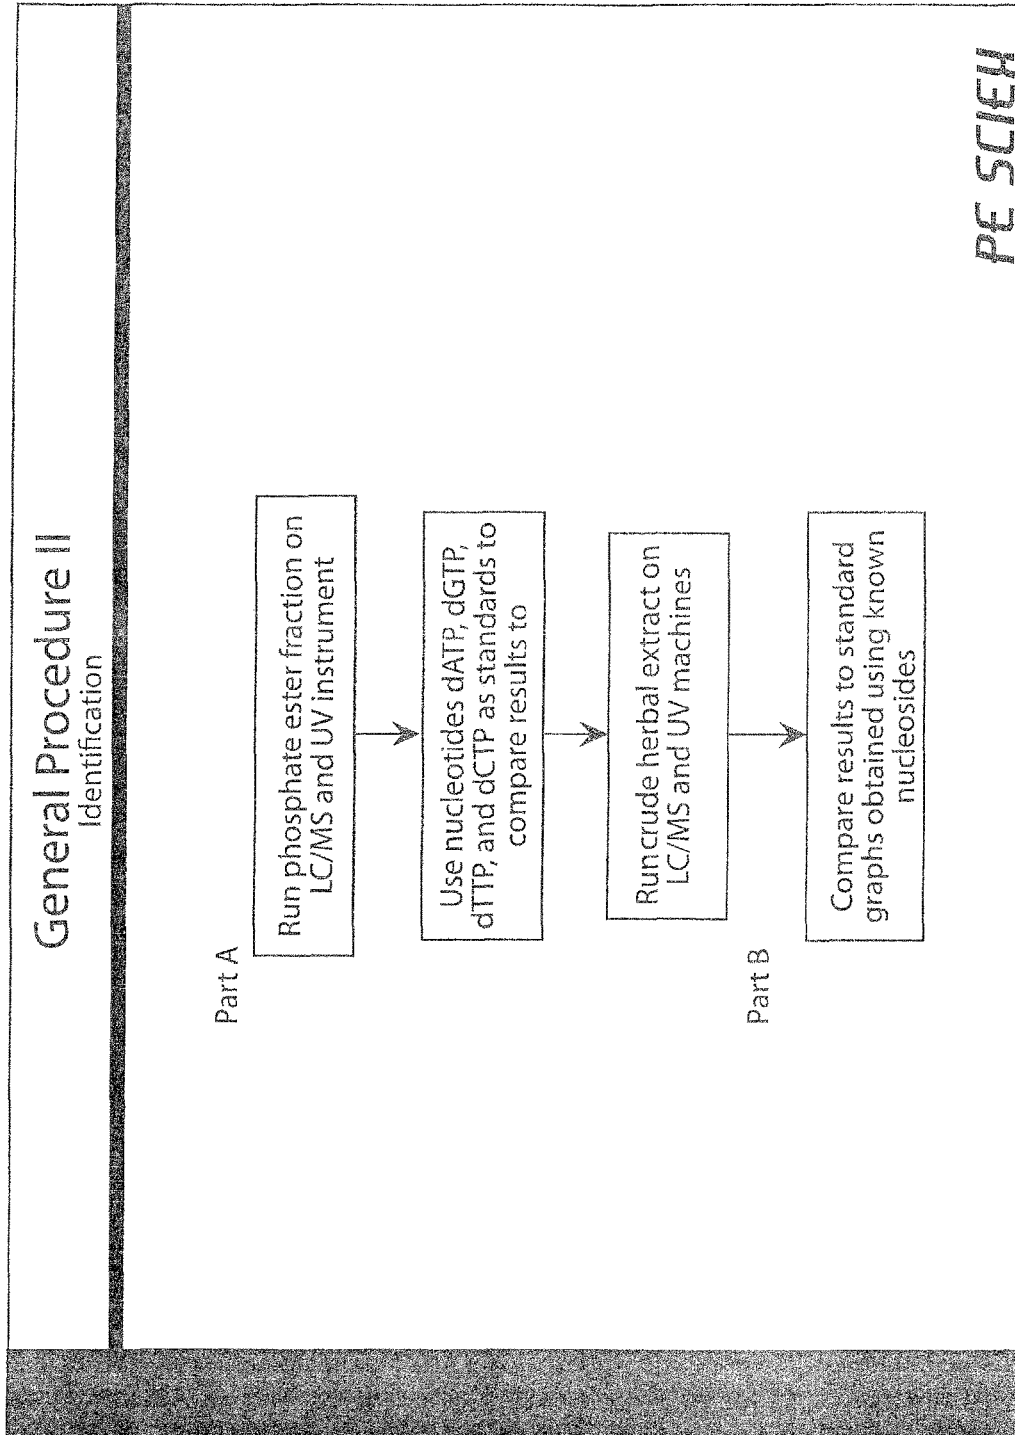 General Procedure II
Identification
Part A
Run phosphate ester fraction on
LC/MS and UV instrument
Use nucleotides dATP, dGTP,
dTTP, and dCTP as standards to
compare results to
Runcrude herbal extract on
LC/MS and UV machines
Part B
Compare results to standard
graphs obtained using known
nucleosides
PE SCIEX